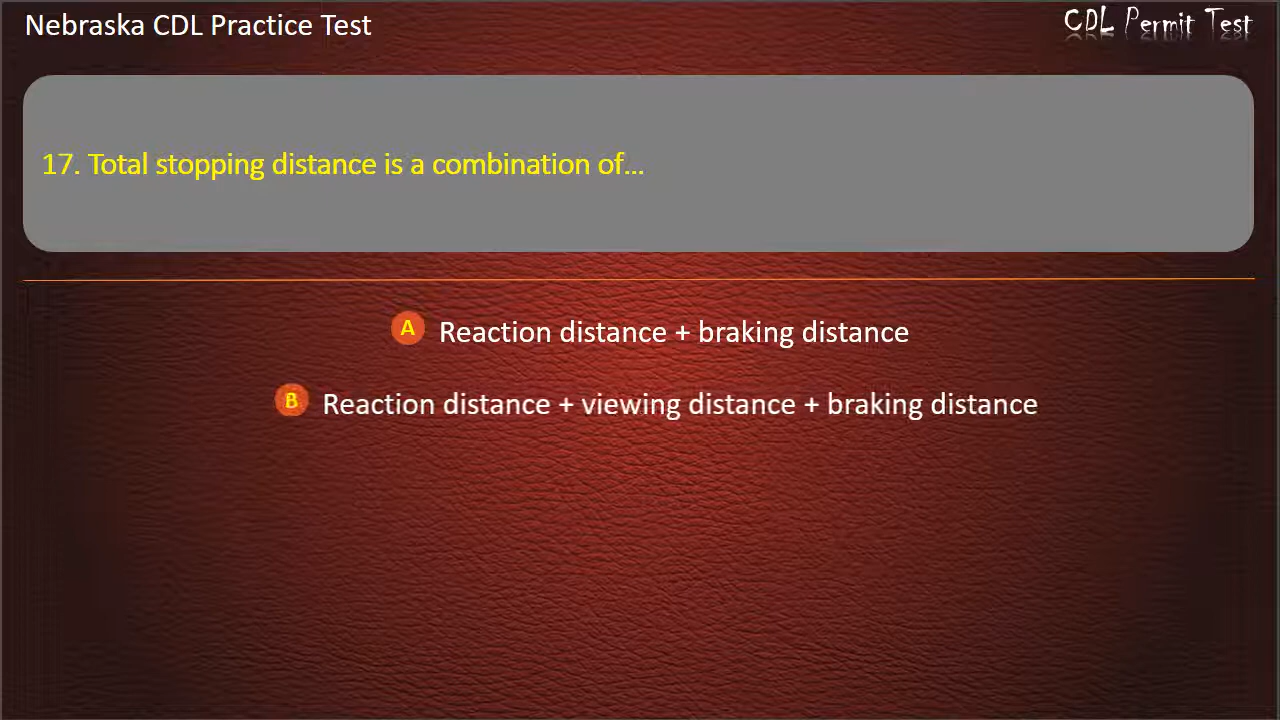 Nebraska CDL Practice Test
CDL Permit Test
17. Total stopping distance is a combination of...
A Reaction distance + braking distance
B Reaction distance + viewing distance + braking distance